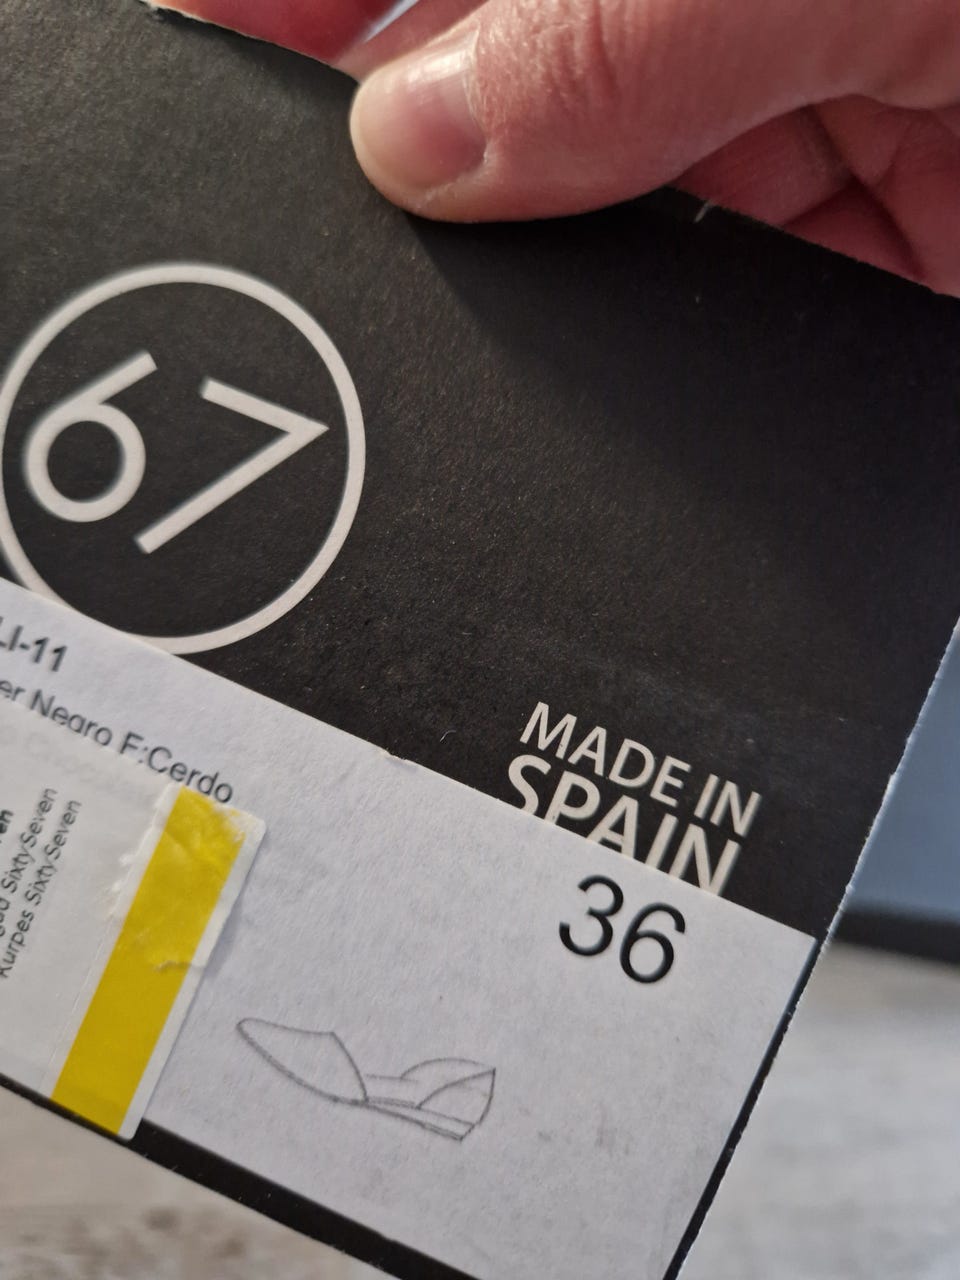 67
LI-11
er Negro F:Cerdo
MADE IN
SPAIN
36
SixtySeven
Kurpes SixtySeven